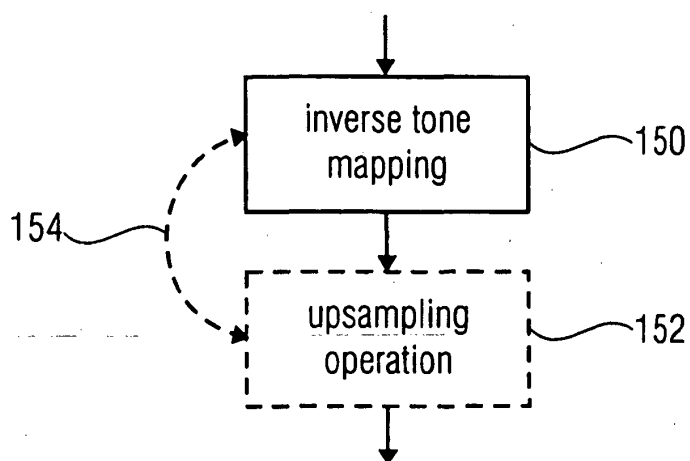 inverse tone
mapping
150
154
upsampling
operation
152